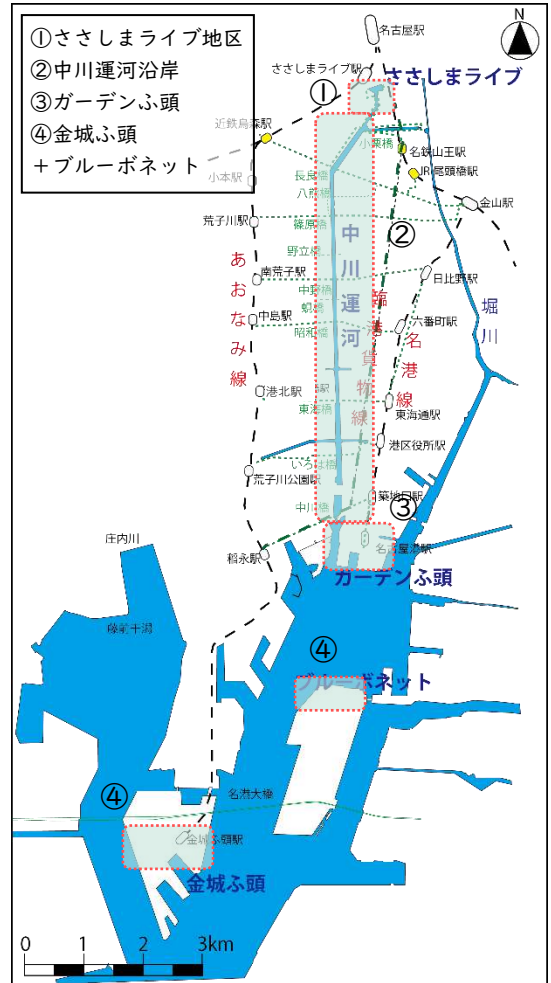 ①ささしまライブ地区
②中川運河沿岸
③ガーデンふ頭
④金城ふ頭
＋ブルーボネット
N
名古屋駅
ささしまライブ駅
ささしまライブ
①
近鉄烏森駅
小栗橋
名鉄山王駅
JR尾頭橋駅
小本駅
長良橋
八熊橋
金山駅
荒子川駅
篠原橋
②
野立橋
中川運河
あおなみ線
南荒子駅
中野橋
日比野駅
堀川
蜆橋
臨港貨物線
中島駅
昭和橋
六番町駅
名港線
港北駅
東海橋
東海通駅
港区役所駅
いろは橋
荒子川公園駅
築地口駅
中川橋
③
庄内川
稲永駅
名古屋港駅
ガーデンふ頭
藤前干潟
④
ブルーボネット
④
名港大橋
金城ふ頭駅
金城ふ頭
0 1 2 3km